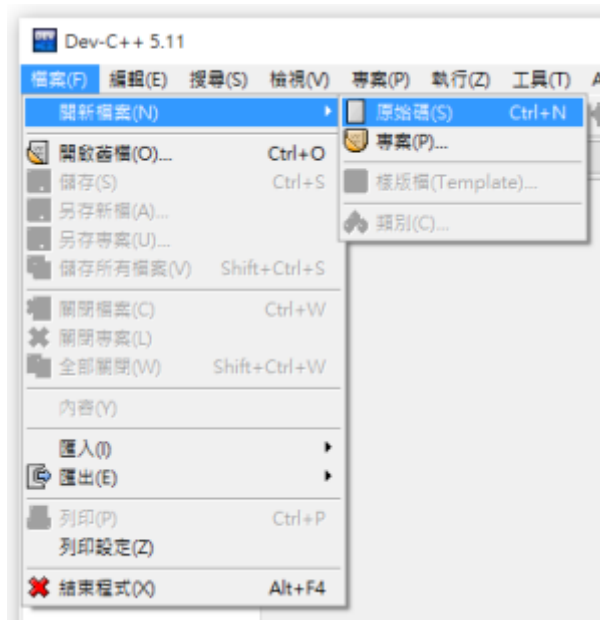 Dev-C++ 5.11
檔案(F) 編輯(E) 搜尋(S) 檢視(V) 專案(P) 執行(Z) 工具(T) A
開新檔案(N)
原始碼(S) Ctrl+N
專案(P)...
樣版檔(Template)...
類別(C)...
開啟舊檔(O)... Ctrl+O
儲存(S) Ctrl+S
另存新檔(A)...
另存專案(U)...
儲存所有檔案(V) Shift+Ctrl+S
關閉檔案(C) Ctrl+W
關閉專案(L)
全部關閉(W) Shift+Ctrl+W
內容(Y)
匯入(I)
匯出(E)
列印(P) Ctrl+P
列印設定(Z)
結束程式(X) Alt+F4